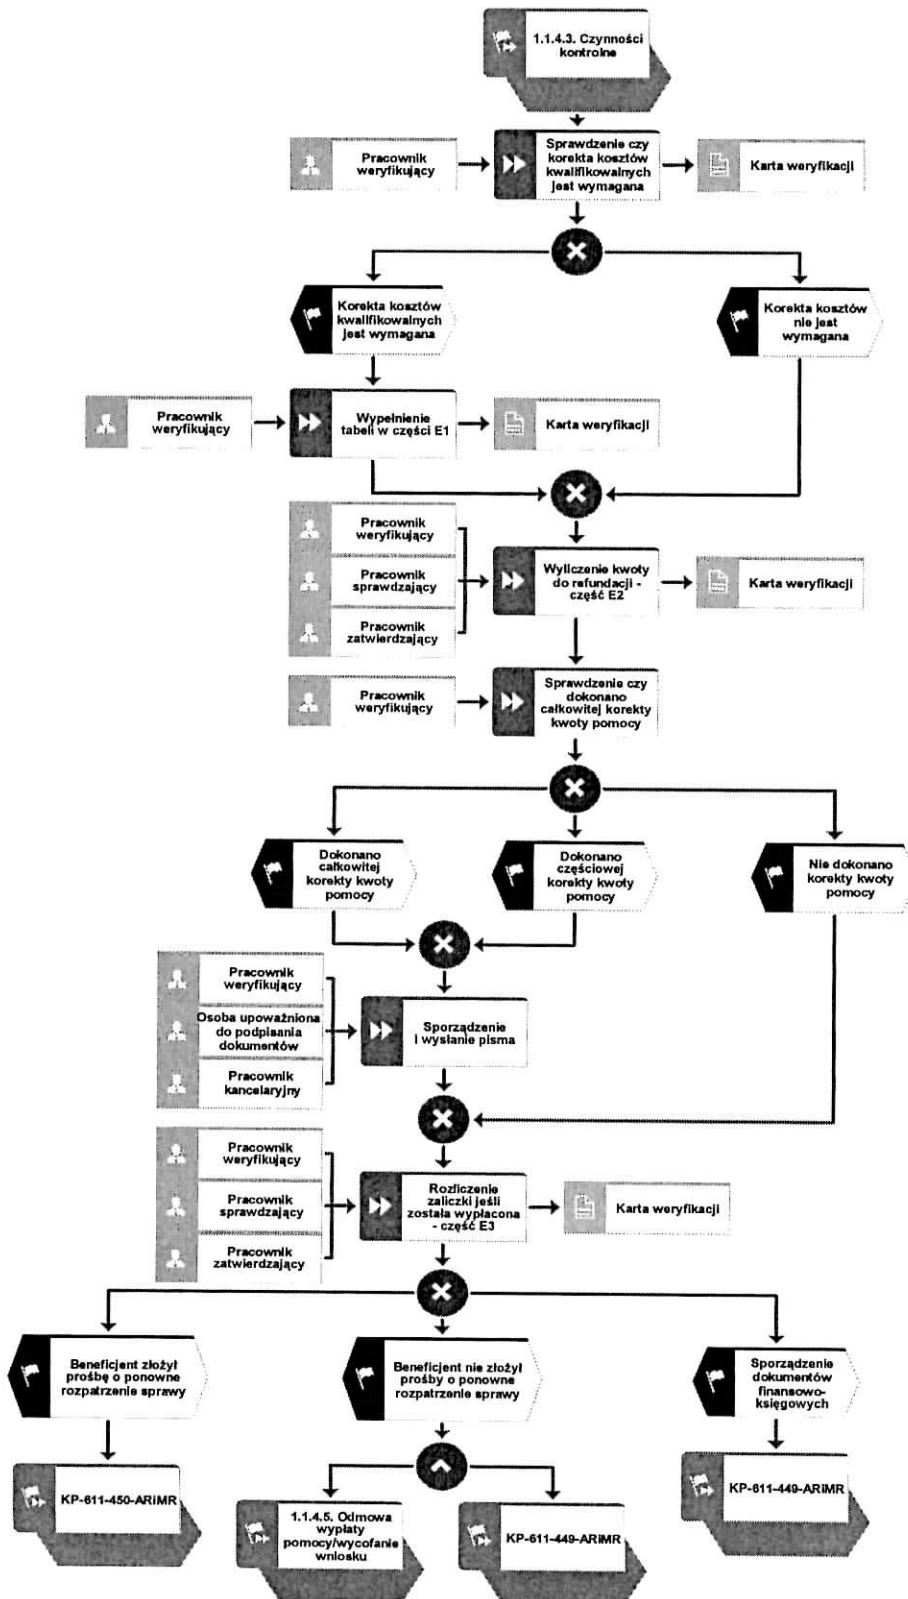 1.1.4.3. Czynności
kontrolne
Pracownik
weryfikujący
Sprawdzenie czy
korekta kosztów
kwalifikowalnych
jest wymagana
Karta weryfikacji
Korekta kosztów
kwalifikowalnych
jest wymagana
Korekta kosztów
nie jest
wymagana
Pracownik
weryfikujący
Wypełnienie
tabeli w części E1
Karta weryfikacji
Pracownik
weryfikujący
Pracownik
sprawdzający
Pracownik
zatwierdzający
Wyliczenie kwoty
do refundacji -
część E2
Karta weryfikacji
Pracownik
weryfikujący
Sprawdzenie czy
dokonano
całkowitej korekty
kwoty pomocy
Dokonano
całkowitej
korekty kwoty
pomocy
Dokonano
częściowej
korekty kwoty
pomocy
Nie dokonano
korekty kwoty
pomocy
Pracownik
weryfikujący
Osoba upoważniona
do podpisania
dokumentów
Pracownik
kancelaryjny
Sporządzenie
i wysłanie pisma
Pracownik
weryfikujący
Pracownik
sprawdzający
Pracownik
zatwierdzający
Rozliczenie
zaliczki jeśli
została wypłacona
- część E3
Karta weryfikacji
Beneficjent złożył
prośbę o ponowne
rozpatrzenie sprawy
Beneficjent nie złożył
prośby o ponowne
rozpatrzenie sprawy
Sporządzenie
dokumentów
finansowo-
księgowych
KP-611-450-ARiMR
1.1.4.5. Odmowa
wypłaty
pomocy/wycofanie
wniosku
KP-611-449-ARiMR
KP-611-449-ARiMR